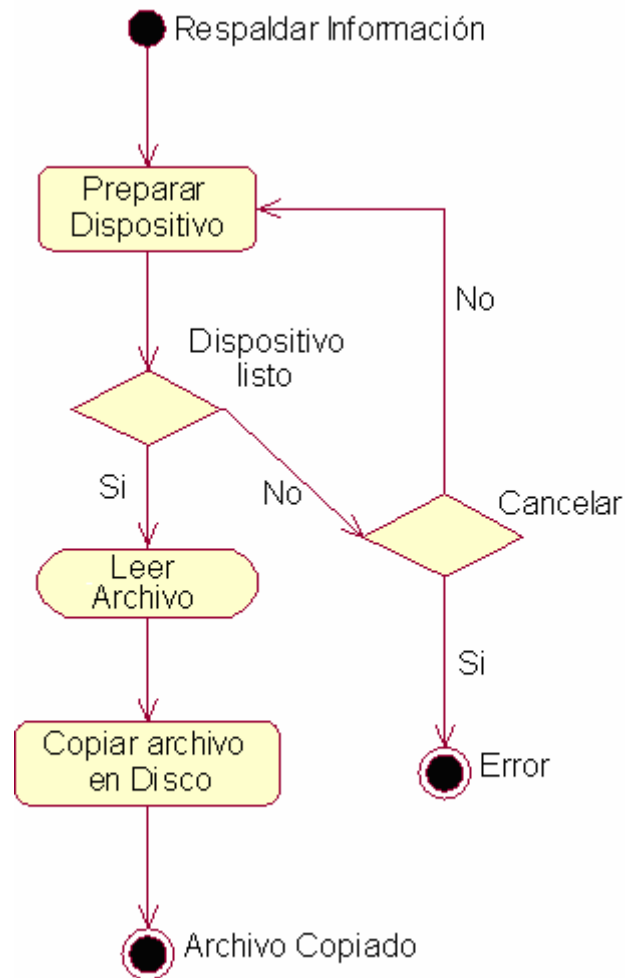 Respaldar Información
Preparar
Dispositivo
No
Dispositivo
listo
Si
No
Cancelar
Leer
Archivo
Si
Copiar archivo
en Disco
Error
Archivo Copiado